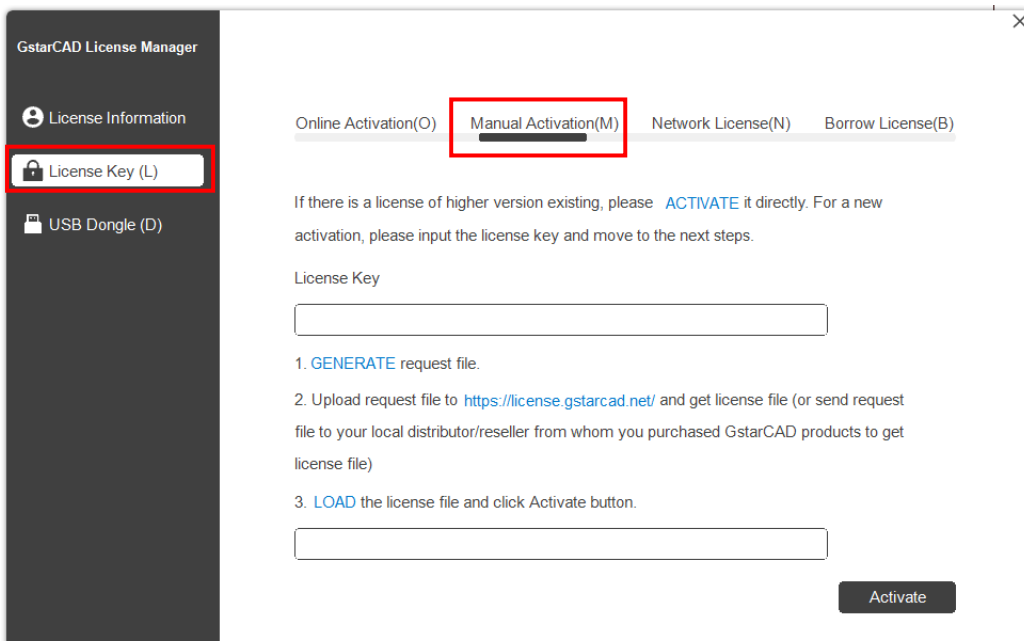 GstarCAD License Manager
License Information
License Key (L)
USB Dongle (D)
Online Activation(O)
Manual Activation(M)
Network License(N)
Borrow License(B)
If there is a license of higher version existing, please ACTIVATE it directly. For a new
activation, please input the license key and move to the next steps.
License Key
1. GENERATE request file.
2. Upload request file to https://license.gstarcad.net/ and get license file (or send request
file to your local distributor/reseller from whom you purchased GstarCAD products to get
license file)
3. LOAD the license file and click Activate button.
Activate